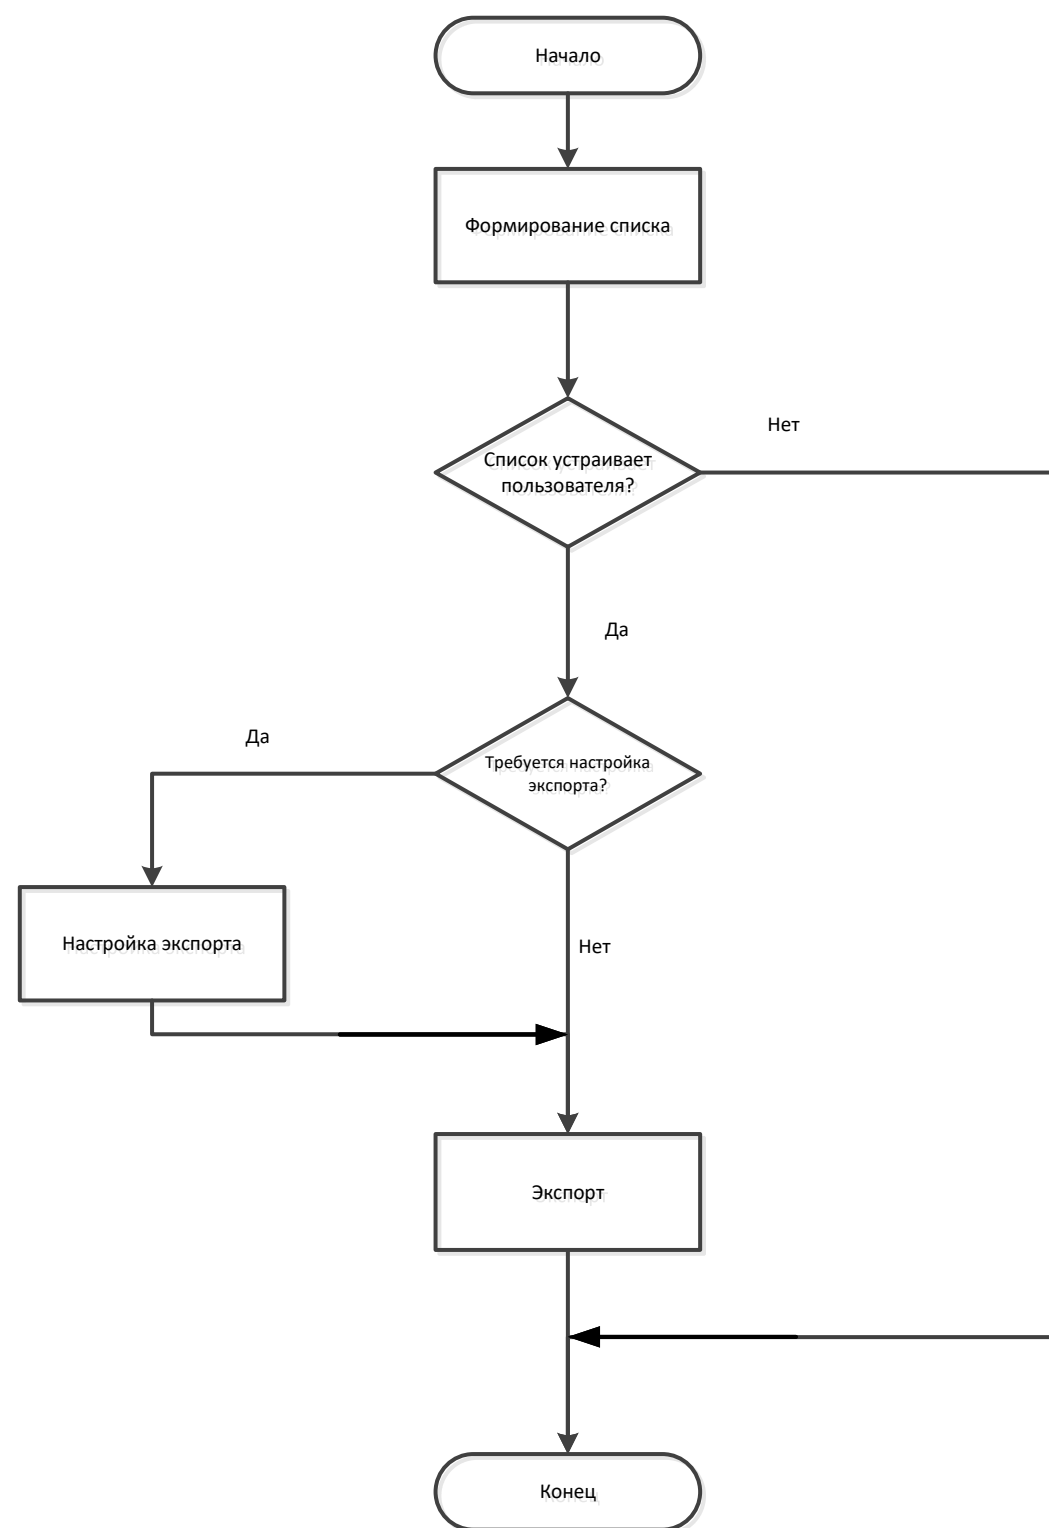 Начало
Формирование списка
Нет
Список устраивает
пользователя?
Да
Да
Требуется настройка
экспорта?
Настройка экспорта
Нет
Экспорт
Конец